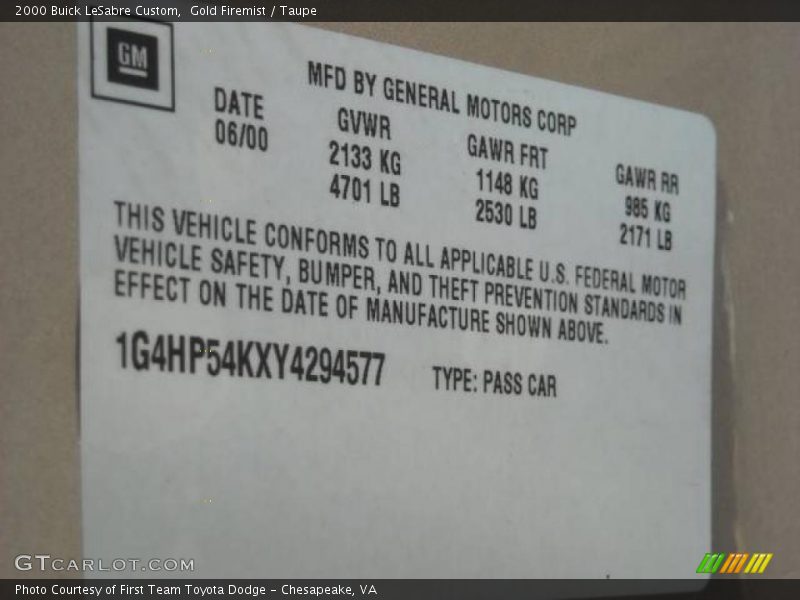 2000 Buick LeSabre Custom, Gold Firemist / Taupe
GM
MFD BY GENERAL MOTORS CORP
DATE GVWR GAWR FRT GAWR RR
06/00 2133 KG 1148 KG 985 KG
4701 LB 2530 LB 2171 LB
THIS VEHICLE CONFORMS TO ALL APPLICABLE U.S. FEDERAL MOTOR
VEHICLE SAFETY, BUMPER, AND THEFT PREVENTION STANDARDS IN
EFFECT ON THE DATE OF MANUFACTURE SHOWN ABOVE.
1G4HP54KXY4294577 TYPE: PASS CAR
GTCARLOT.COM
Photo Courtesy of First Team Toyota Dodge – Chesapeake, VA